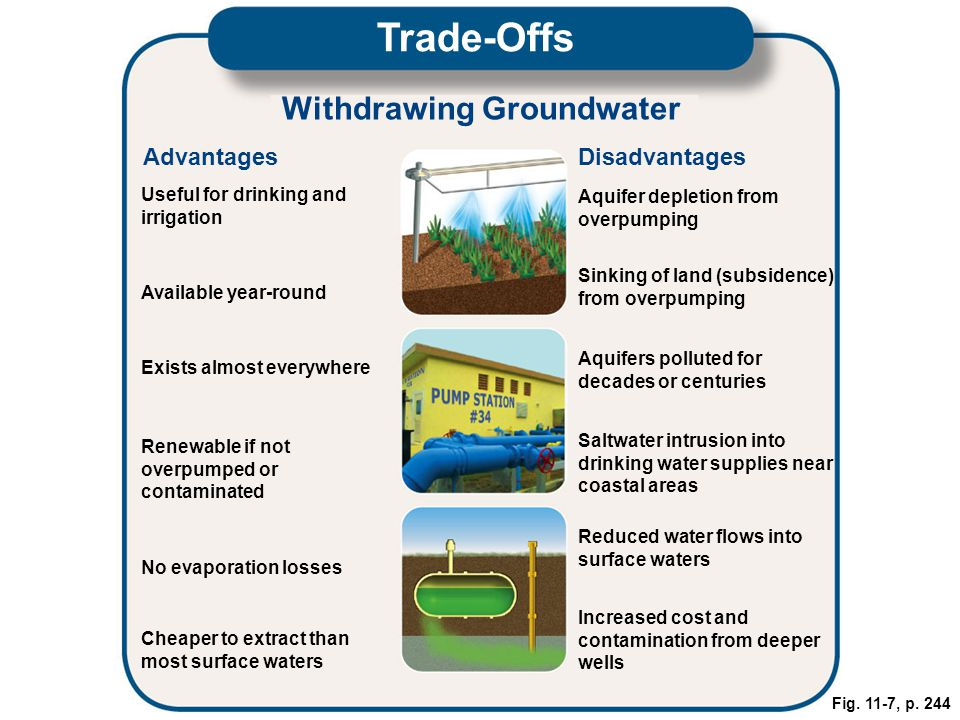 Trade-Offs
Withdrawing Groundwater
Advantages
Useful for drinking and
irrigation
Available year-round
Exists almost everywhere
Renewable if not
overpumped or
contaminated
No evaporation losses
Cheaper to extract than
most surface waters
PUMP STATION
#34
Disadvantages
Aquifer depletion from
overpumping
Sinking of land (subsidence)
from overpumping
Aquifers polluted for
decades or centuries
Saltwater intrusion into
drinking water supplies near
coastal areas
Reduced water flows into
surface waters
Increased cost and
contamination from deeper
wells
Fig. 11-7, p. 244